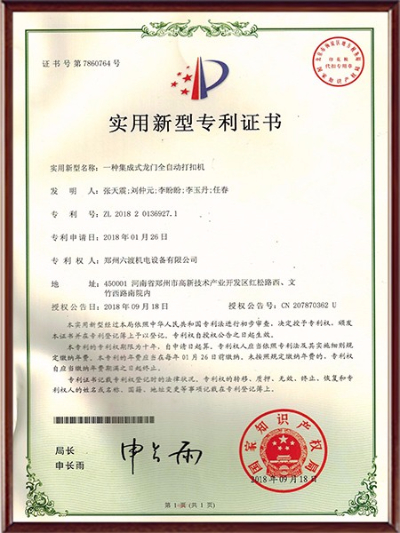 证书号第7860764号
实用新型专利证书
实用新型名称：一种集成式龙门全自动打扣机
发明人：张天震;刘仲元;李盼盼;李玉丹;任春
专利号：ZL 2018 2 0136927.1
专利申请日：2018年01月26日
专利权人：郑州六波机电设备有限公司
地址：450001 河南省郑州市高新技术产业开发区红松路西、文
竹西路南院内
授权公告日：2018年09月18日 授权公告号：CN 207870362 U
本实用新型经过本局依照中华人民共和国专利法进行初步审查，决定授予专利权，颁发
本证书并在专利登记簿上予以登记。专利权自授权公告之日起生效。
本专利的专利权期限为十年，自申请日起算。专利权人应当依照专利法及其实施细则规
定缴纳年费。本专利的年费应当在每年01月26日前缴纳。未按照规定缴纳年费的，专利权
自应当缴纳年费期满之日起终止。
专利证书记载专利权登记时的法律状况。专利权的转移、质押、无效、终止、恢复和专利
权人的姓名或名称、国籍、地址变更等事项记载在专利登记簿上。
局长
申长雨
申长雨
国家知识产权局
2018年09月18日
第1页(共1页)